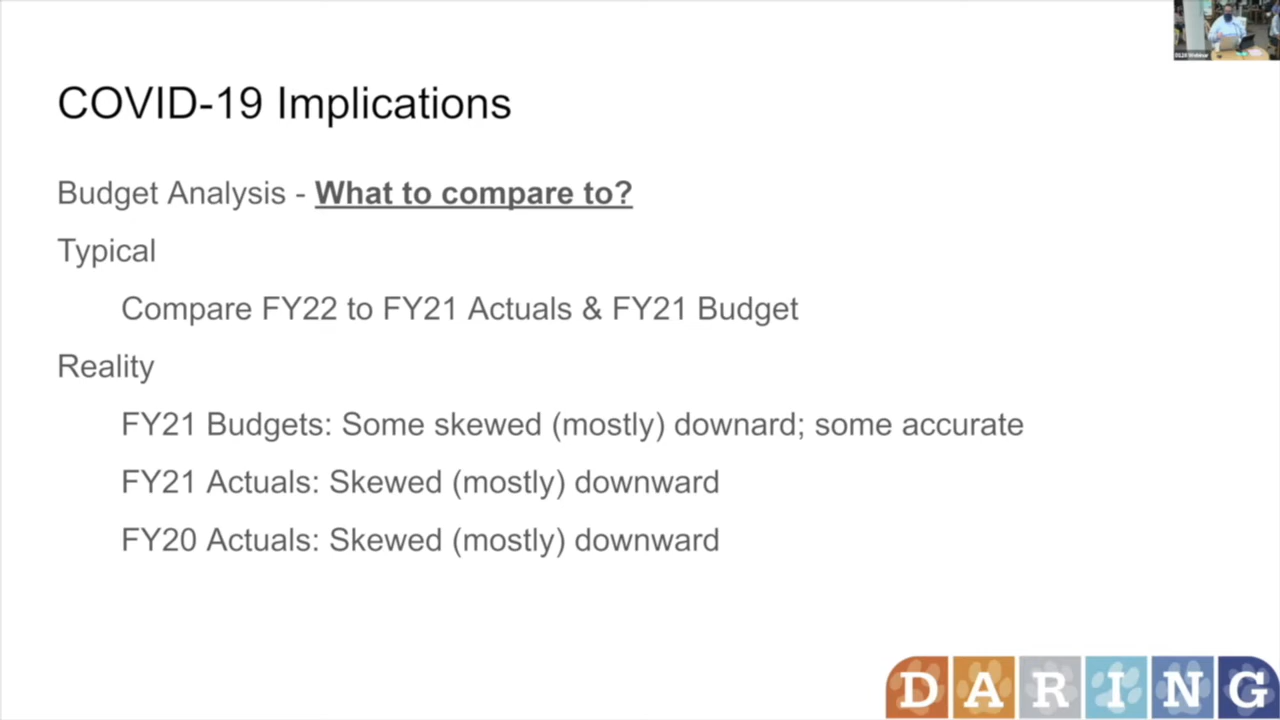 COVID-19 Implications
Budget Analysis - What to compare to?
Typical
Compare FY22 to FY21 Actuals & FY21 Budget
Reality
FY21 Budgets: Some skewed (mostly) downard; some accurate
FY21 Actuals: Skewed (mostly) downward
FY20 Actuals: Skewed (mostly) downward
DARING